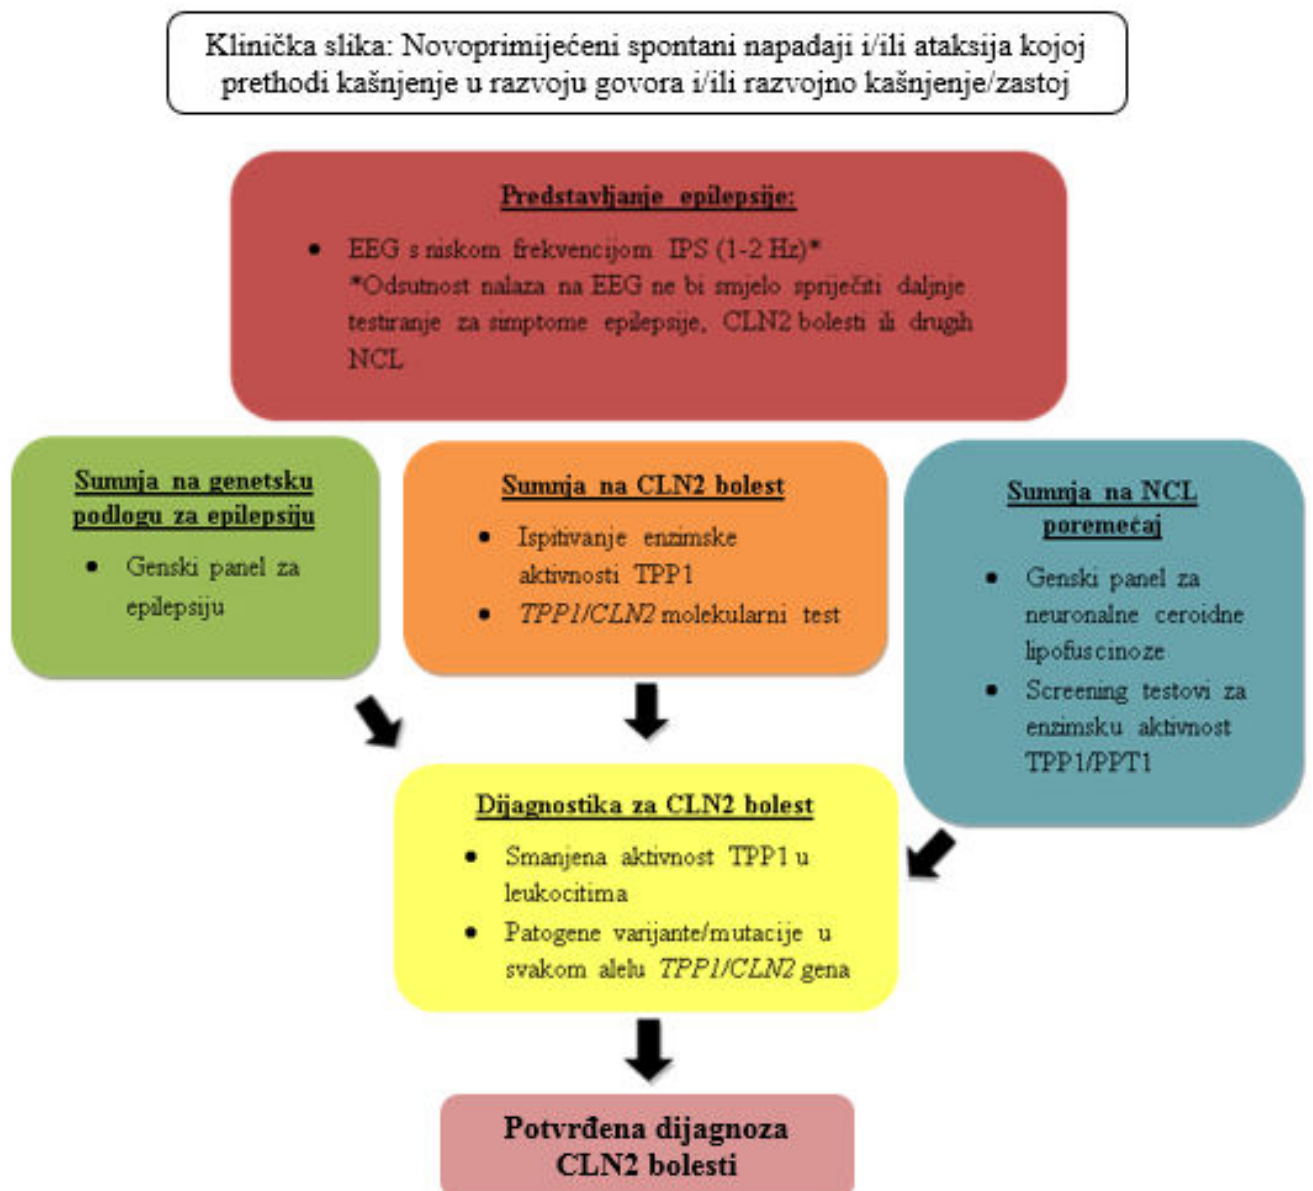 Klinička slika: Novoprimijećeni spontani napadaji i/ili ataksija kojoj
prethodi kašnjenje u razvoju govora i/ili razvojno kašnjenje/zastoj
Predstavljanje epilepsije:
• EEG s niskom frekvencijom IPS (1-2 Hz)*
*Odsutnost nalaza na EEG ne bi smjelo spriječiti daljnje
testiranje za simptome epilepsije, CLN2 bolesti ili drugih
NCL
Sumnja na genetsku
podlogu za epilepsiju
• Genski panel za
epilepsiju
Sumnja na CLN2 bolest
• Ispitivanje enzimske
aktivnosti TPP1
• TPP1/CLN2 molekularni test
Sumnja na NCL
poremećaj
• Genski panel za
neuronalne ceroidne
lipofuscinoze
• Screening testovi za
enzimsku aktivnost
TPP1/PPT1
Dijagnostika za CLN2 bolest
• Smanjena aktivnost TPP1 u
leukocitima
• Patogene varijante/mutacije u
svakom alelu TPP1/CLN2 gena
Potvrđena dijagnoza
CLN2 bolesti